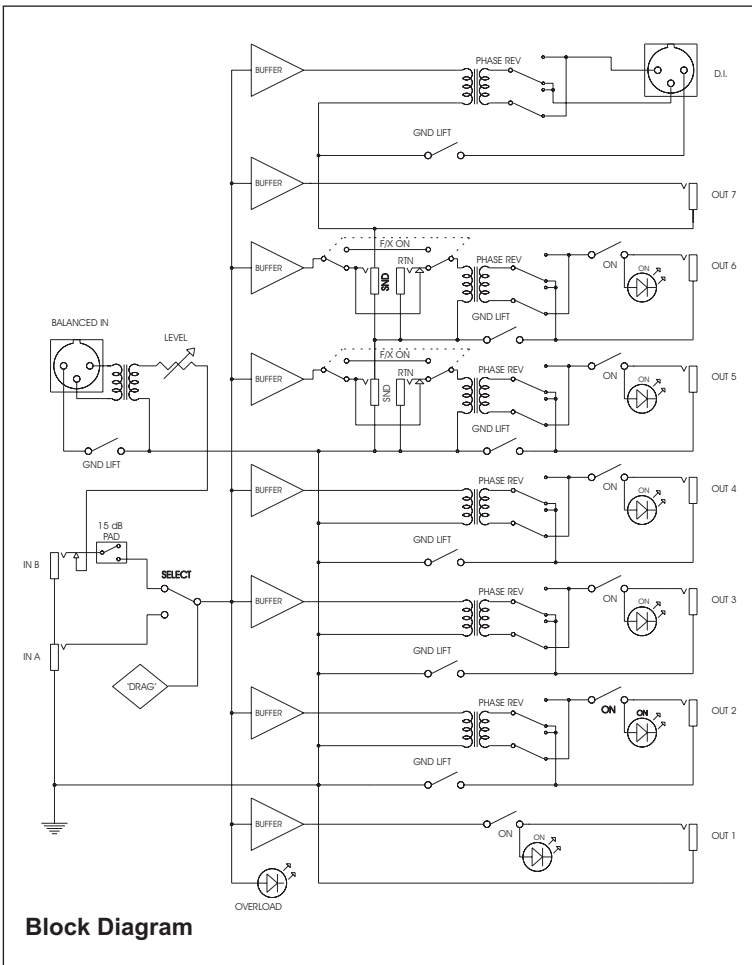 BUFFER
PHASE REV
D.I.
GND LIFT
BUFFER
OUT 7
BUFFER
F/X ON
SND
RTN
PHASE REV
GND LIFT
ON
ON
OUT 6
BALANCED IN
LEVEL
GND LIFT
BUFFER
F/X ON
SND
RTN
PHASE REV
GND LIFT
ON
ON
OUT 5
BUFFER
PHASE REV
GND LIFT
ON
ON
OUT 4
IN B
15 dB
PAD
SELECT
IN A
'DRAG'
BUFFER
PHASE REV
GND LIFT
ON
ON
OUT 3
BUFFER
PHASE REV
GND LIFT
ON
ON
OUT 2
BUFFER
ON
ON
OUT 1
OVERLOAD
Block Diagram